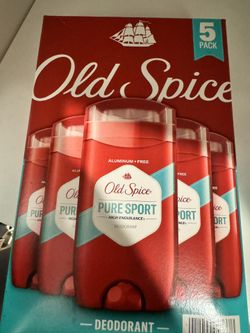 5
PACK
Old Spice
ALUMINUM-FREE
Old Spice
PURE SPORT
HIGH ENDURANCE
DEODORANT
DEODORANT